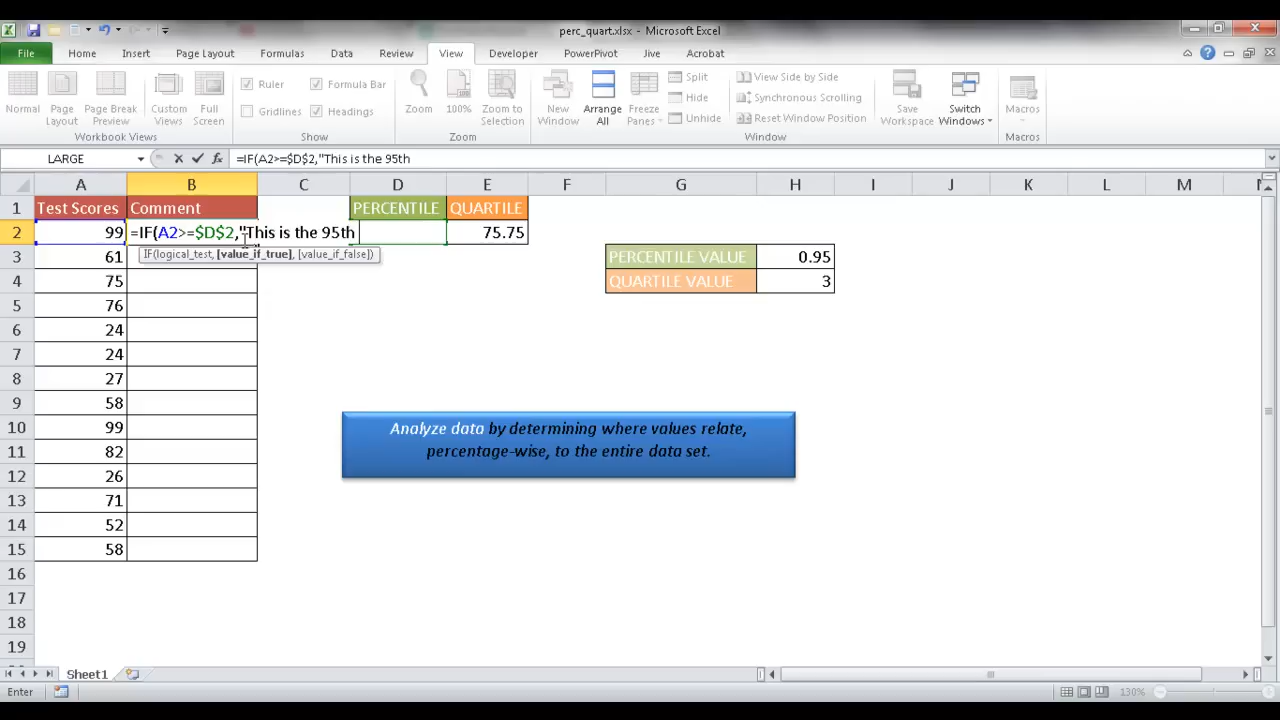 perc_quart.xlsx - Microsoft Excel
File Home Insert Page Layout Formulas Data Review View Developer PowerPivot Jive Acrobat
Normal Page Layout Page Break Preview Custom Views Full Screen
Workbook Views
Ruler Formula Bar
Gridlines Headings
Show
Zoom 100% Zoom to Selection
Zoom
New Window Arrange All Freeze Panes
Split
Hide
Unhide
View Side by Side
Synchronous Scrolling
Reset Window Position
Window
Save Workspace Switch Windows
Macros
Macros
LARGE =IF(A2>=$D$2,"This is the 95th
A B C D E F G H I J K L M
1 Test Scores Comment PERCENTILE QUARTILE
2 99 =IF(A2>=$D$2,"This is the 95th 75.75
IF(logical_test, [value_if_true], [value_if_false])
3 61 PERCENTILE VALUE 0.95
4 75 QUARTILE VALUE 3
5 76
6 24
7 24
8 27
9 58
10 99
11 82
12 26
13 71
14 52
15 58
16
17
18
19
Analyze data by determining where values relate,
percentage-wise, to the entire data set.
Sheet1
Enter 130%